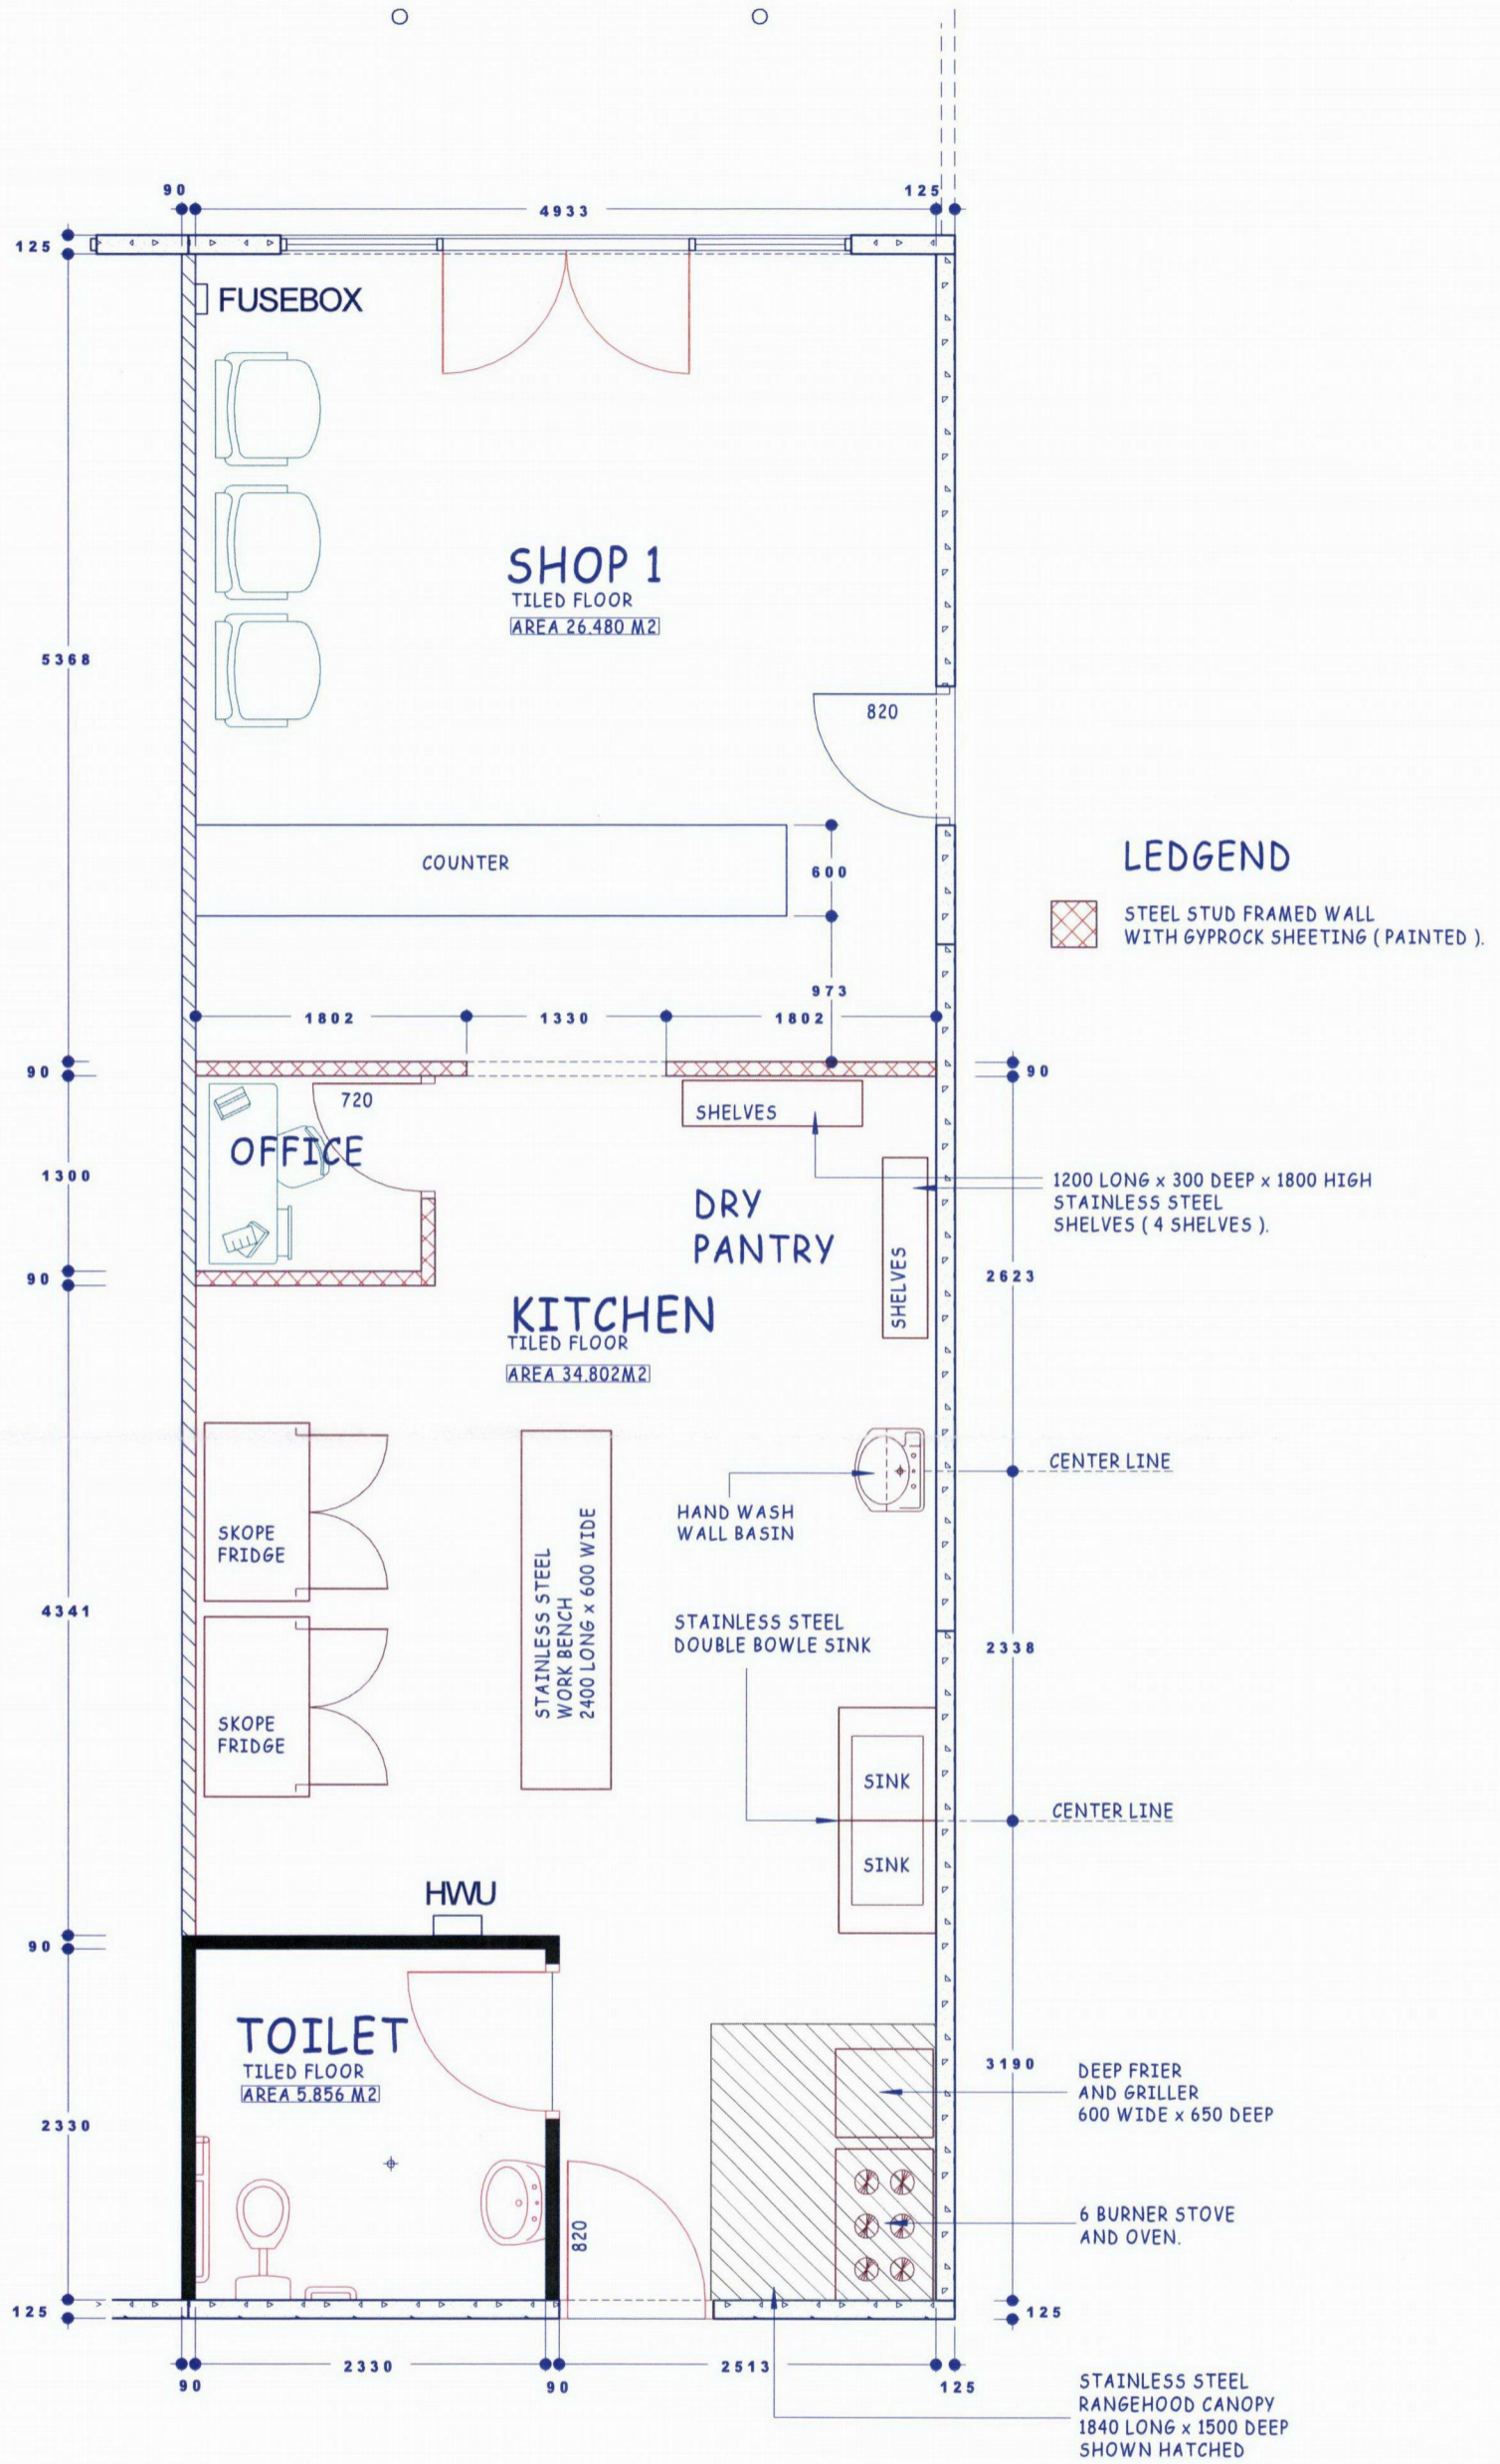 90
4933
125
125
FUSEBOX
SHOP 1
TILED FLOOR
AREA 26.480 M2
5368
820
COUNTER
600
LEDGEND
STEEL STUD FRAMED WALL
WITH GYPROCK SHEETING ( PAINTED ).
973
1802
1330
1802
90
90
720
SHELVES
OFFICE
1300
1200 LONG x 300 DEEP x 1800 HIGH
STAINLESS STEEL
SHELVES ( 4 SHELVES ).
DRY
PANTRY
SHELVES
90
2623
KITCHEN
TILED FLOOR
AREA 34.802M2
CENTER LINE
HAND WASH
WALL BASIN
SKOPE
FRIDGE
STAINLESS STEEL
WORK BENCH
2400 LONG x 600 WIDE
4341
STAINLESS STEEL
DOUBLE BOWLE SINK
2338
SKOPE
FRIDGE
SINK
CENTER LINE
SINK
HWU
90
TOILET
TILED FLOOR
AREA 5.856 M2
3190
DEEP FRIER
AND GRILLER
600 WIDE x 650 DEEP
2330
820
6 BURNER STOVE
AND OVEN.
125
125
2330
2513
90
90
125
STAINLESS STEEL
RANGEHOOD CANOPY
1840 LONG x 1500 DEEP
SHOWN HATCHED